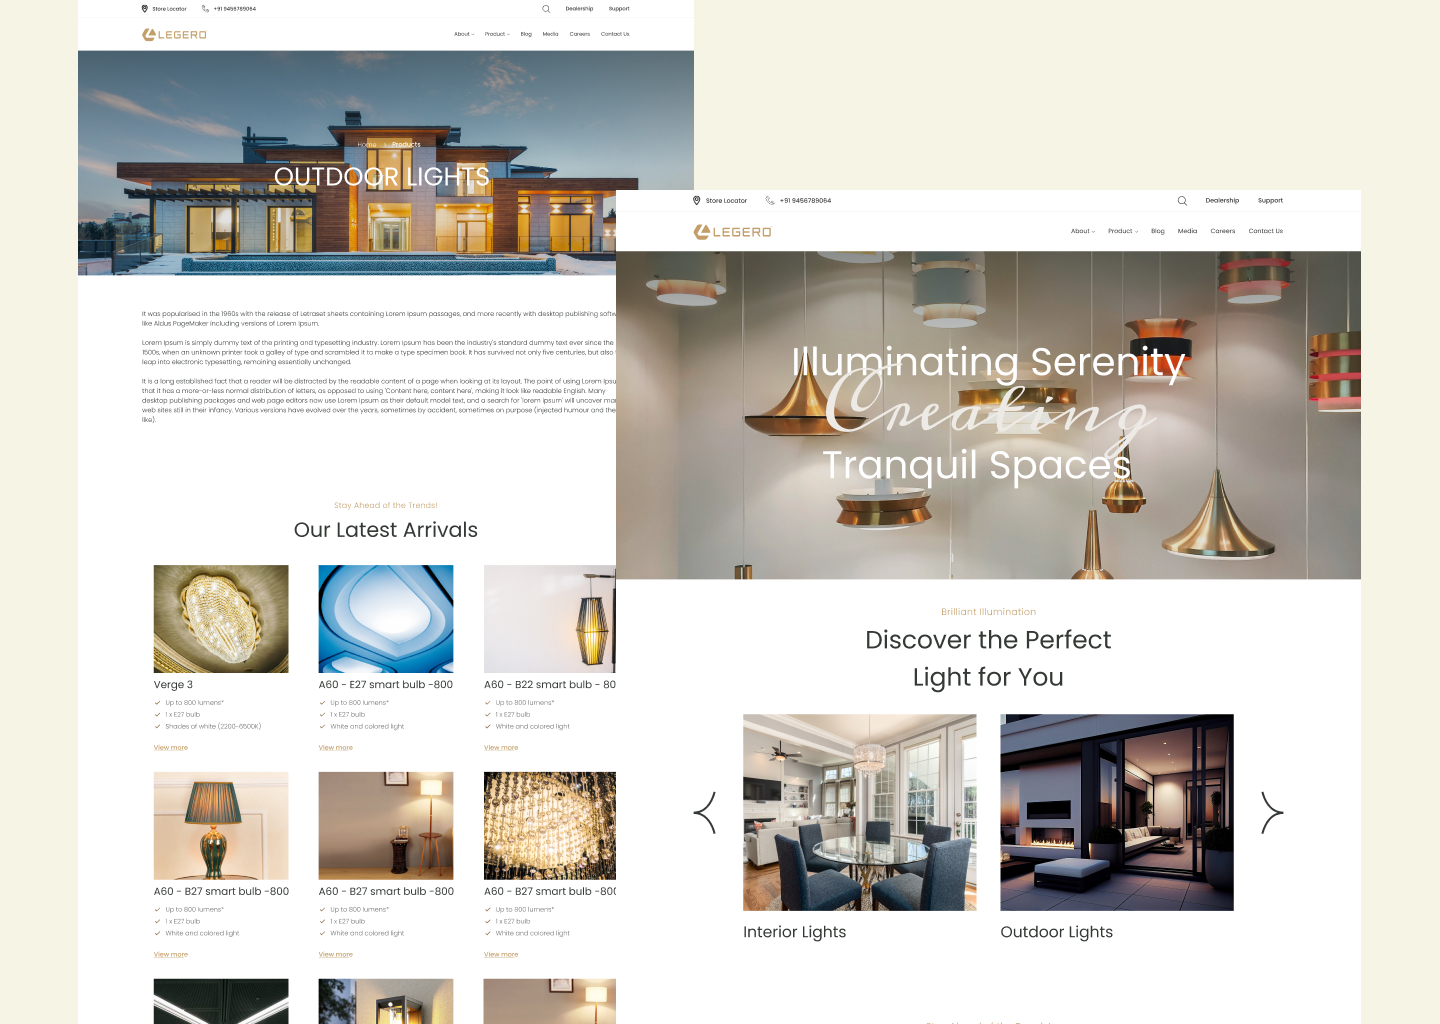 Store Locator
+91 9456789064
Dealership
Support
LEGERO
About
Product
Blog
Media
Careers
Contact Us
Home
Products
OUTDOOR LIGHTS
It was popularised in the 1960s with the release of Letraset sheets containing Lorem Ipsum passages, and more recently with desktop publishing
like Aldus PageMaker including versions of Lorem Ipsum.
Lorem Ipsum is simply dummy text of the printing and typesetting industry. Lorem Ipsum has been the industry's standard dummy text ever since the
1500s, when an unknown printer took a galley of type and scrambled it to make a type specimen book. It has survived not only five centuries, but also
leap into electronic typesetting, remaining essentially unchanged.
It is a long established fact that a reader will be distracted by the readable content of a page when looking at its layout. The point of using Lorem
that it has a more-or-less normal distribution of letters, as opposed to using 'Content here, content here', making it look like readable English. Many
desktop publishing packages and web page editors now use Lorem Ipsum as their default model text, and a search for 'lorem ipsum' will uncover
web sites still in their infancy. Various versions have evolved over the years, sometimes by accident, sometimes on purpose (injected humour and the
like).
Stay Ahead of the Trends!
Our Latest Arrivals
Verge 3
Up to 800 lumens*
1 x E27 bulb
Shades of white (2200-6500K)
View more
A60 - E27 smart bulb -800
Up to 800 lumens*
1 x E27 bulb
White and colored light
View more
A60 - B22 smart bulb - 80
Up to 800 lumens*
1 x E27 bulb
White and colored light
View more
A60 - B27 smart bulb -800
Up to 800 lumens*
1 x E27 bulb
White and colored light
View more
A60 - B27 smart bulb -800
Up to 800 lumens*
1 x E27 bulb
White and colored light
View more
A60 - B27 smart bulb -800
Up to 800 lumens*
1 x E27 bulb
White and colored light
View more
Store Locator
+91 9456789064
Dealership
Support
LEGERO
About
Product
Blog
Media
Careers
Contact Us
Illuminating Serenity
Creating
Tranquil Spaces
Brilliant Illumination
Discover the Perfect
Light for You
Interior Lights
Outdoor Lights